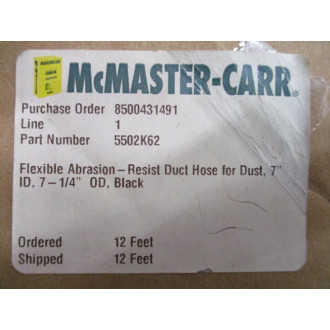 McMASTER-CARR®
Purchase Order 8500431491
Line 1
Part Number 5502K62
Flexible Abrasion-Resist Duct Hose for Dust, 7"
ID, 7-1/4" OD, Black
Ordered 12 Feet
Shipped 12 Feet